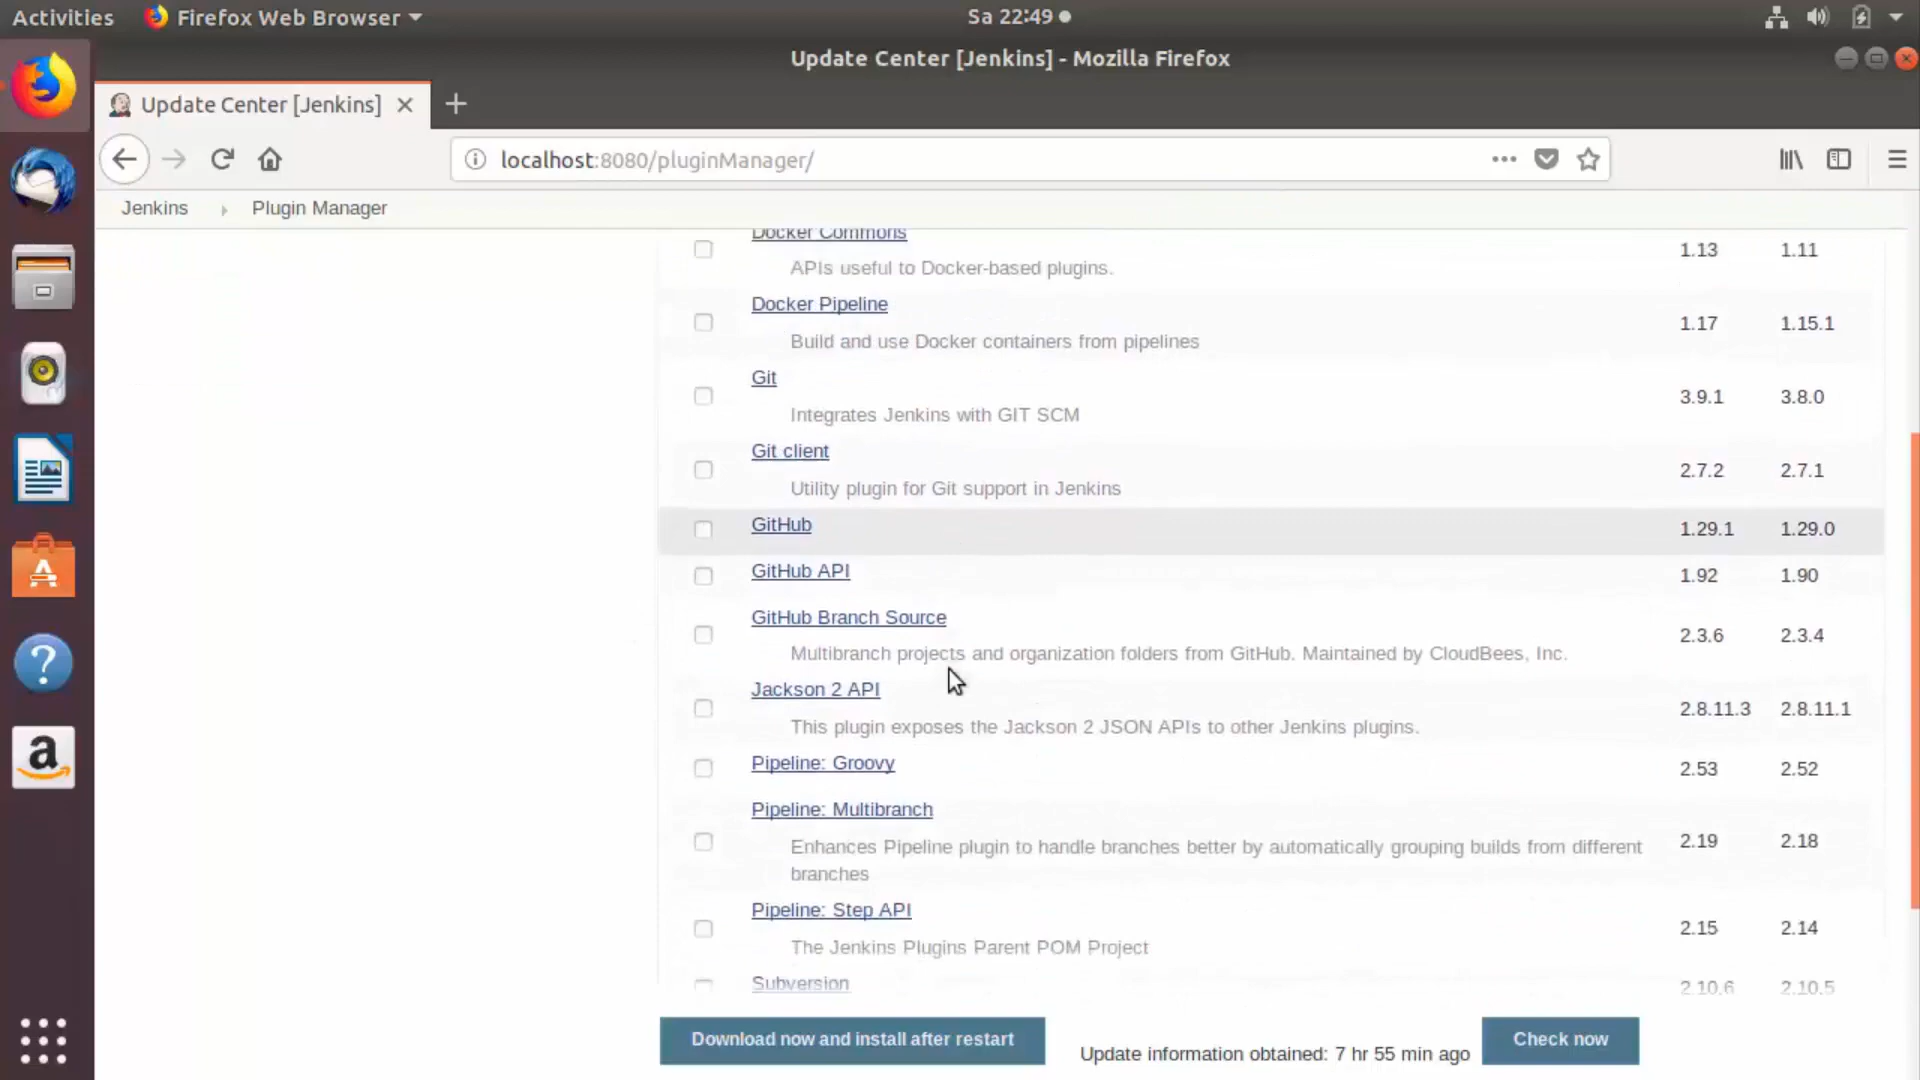 Activities Firefox Web Browser Sa 22:49
Update Center [Jenkins] - Mozilla Firefox
Update Center [Jenkins]
localhost:8080/pluginManager/
Jenkins Plugin Manager
Docker Commons
APIs useful to Docker-based plugins.
1.13 1.11
Docker Pipeline
Build and use Docker containers from pipelines
1.17 1.15.1
Git
Integrates Jenkins with GIT SCM
3.9.1 3.8.0
Git client
Utility plugin for Git support in Jenkins
2.7.2 2.7.1
GitHub 1.29.1 1.29.0
GitHub API 1.92 1.90
GitHub Branch Source
Multibranch projects and organization folders from GitHub. Maintained by CloudBees, Inc.
2.3.6 2.3.4
Jackson 2 API
This plugin exposes the Jackson 2 JSON APIs to other Jenkins plugins.
2.8.11.3 2.8.11.1
Pipeline: Groovy 2.53 2.52
Pipeline: Multibranch
Enhances Pipeline plugin to handle branches better by automatically grouping builds from different
branches
2.19 2.18
Pipeline: Step API
The Jenkins Plugins Parent POM Project
2.15 2.14
Subversion 2.10.6 2.10.5
Download now and install after restart Update information obtained: 7 hr 55 min ago Check now